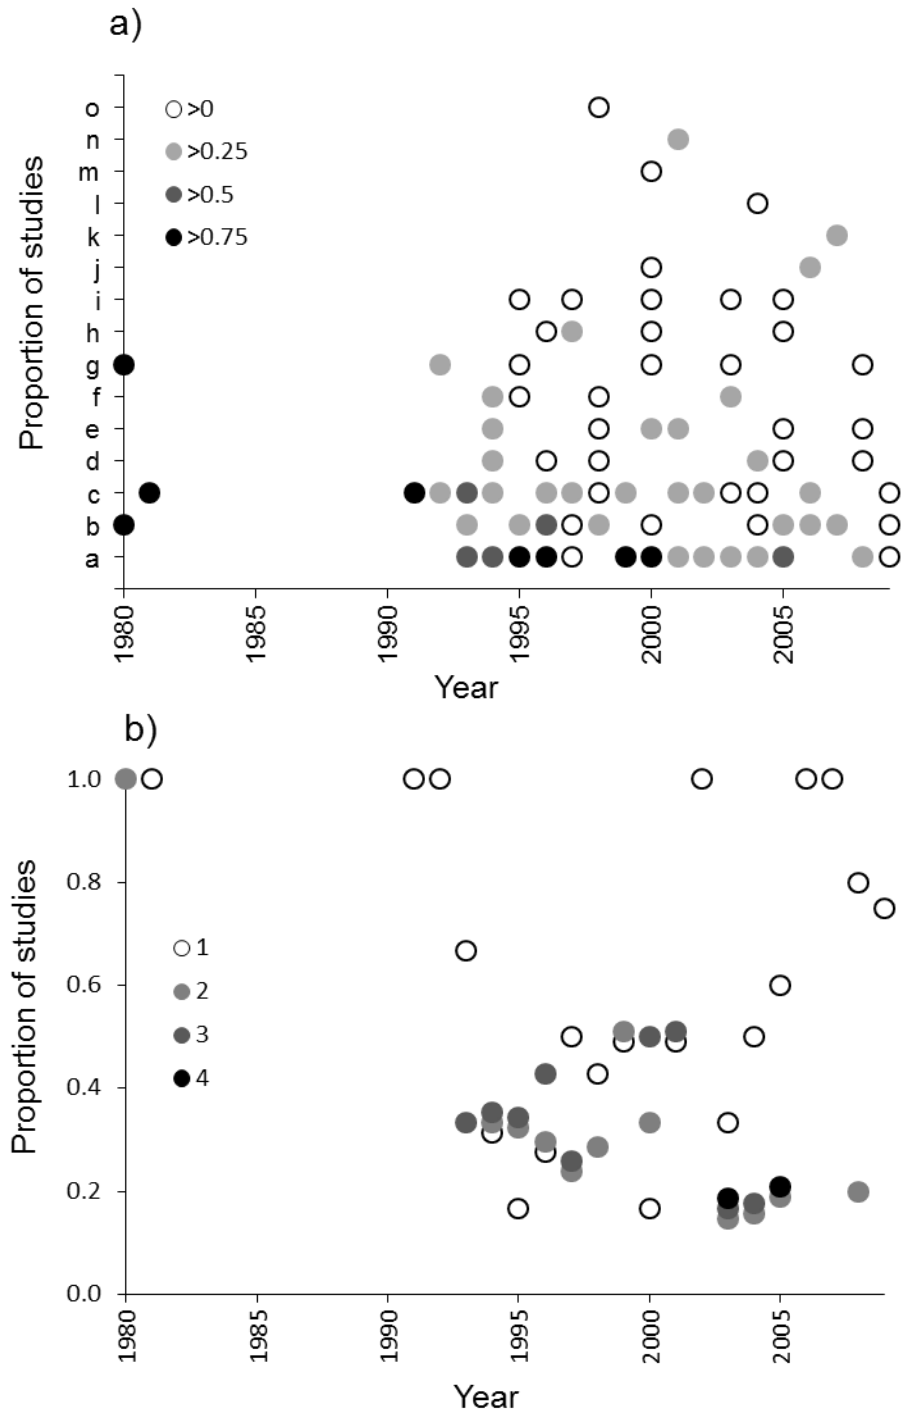 a)
Proportion of studies
o
n
m
l
k
j
i
h
g
f
e
d
c
b
a
>0
>0.25
>0.5
>0.75
1980
1985
1990
1995
2000
2005
Year
b)
Proportion of studies
1.0
0.8
0.6
0.4
0.2
0.0
1
2
3
4
1980
1985
1990
1995
2000
2005
Year